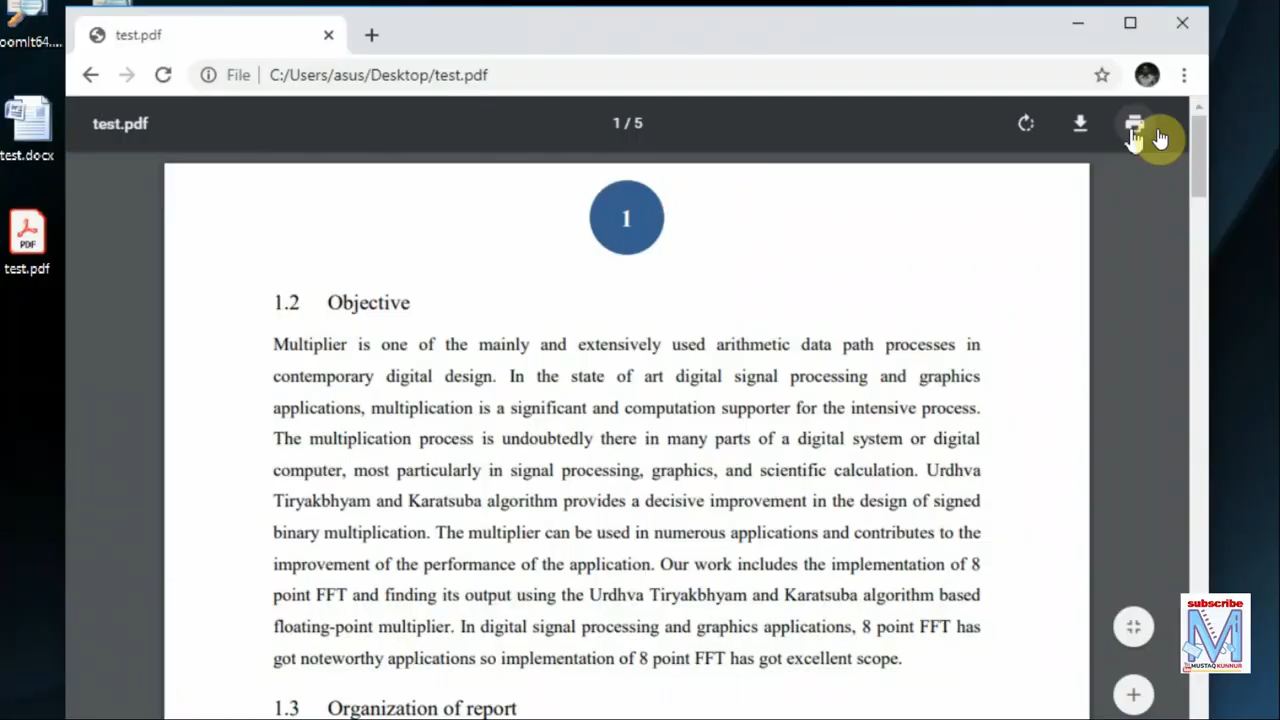 oomIt64....
test.docx
PDF
test.pdf
test.pdf
File
C:/Users/asus/Desktop/test.pdf
test.pdf
1 / 5
1
1.2 Objective
Multiplier is one of the mainly and extensively used arithmetic data path processes in
contemporary digital design. In the state of art digital signal processing and graphics
applications, multiplication is a significant and computation supporter for the intensive process.
The multiplication process is undoubtedly there in many parts of a digital system or digital
computer, most particularly in signal processing, graphics, and scientific calculation. Urdhva
Tiryakbhyam and Karatsuba algorithm provides a decisive improvement in the design of signed
binary multiplication. The multiplier can be used in numerous applications and contributes to the
improvement of the performance of the application. Our work includes the implementation of 8
point FFT and finding its output using the Urdhva Tiryakbhyam and Karatsuba algorithm based
floating-point multiplier. In digital signal processing and graphics applications, 8 point FFT has
got noteworthy applications so implementation of 8 point FFT has got excellent scope.
1.3 Organization of report
subscribe
MUSTAQ KUNNUR